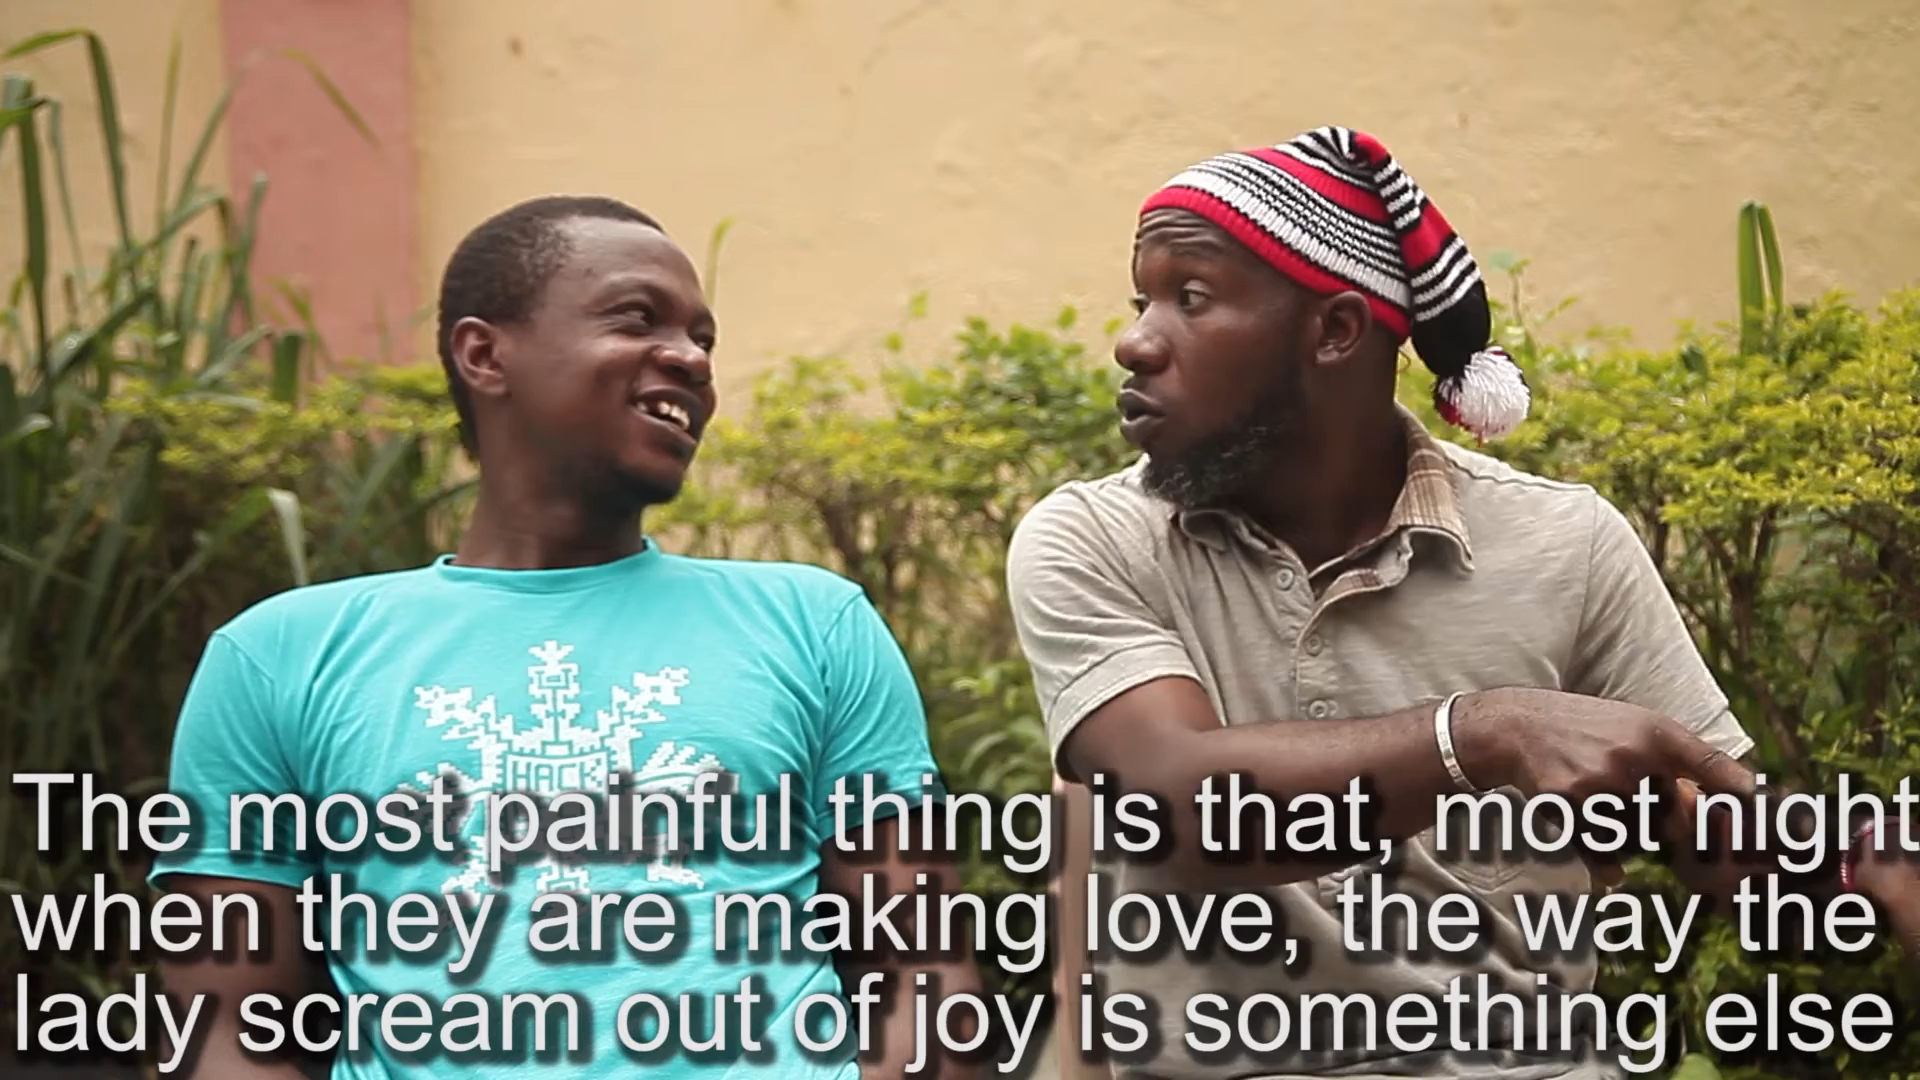 HACK
The most painful thing is that, most night
when they are making love, the way the
lady scream out of joy is something else